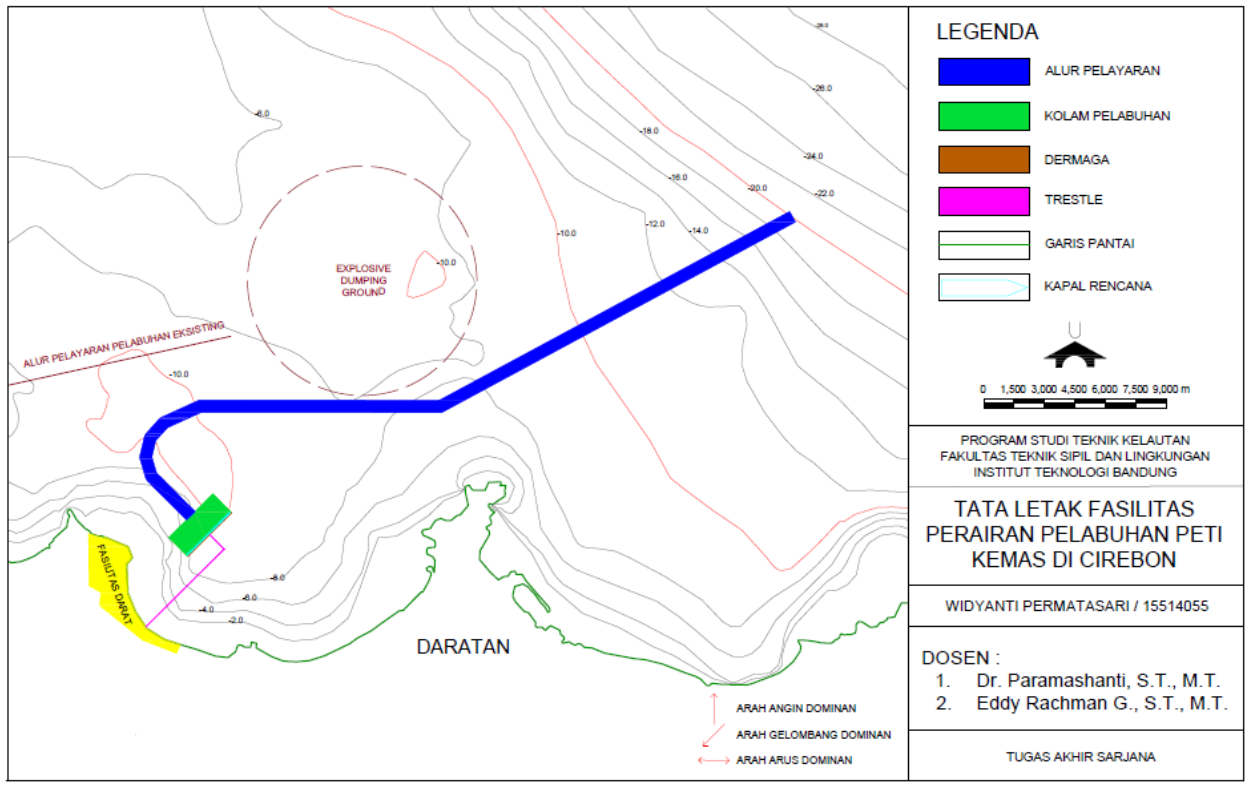 -28.0
-26.0
-6.0
-18.0
-24.0
-10.0
-16.0
-20.0
-22.0
-12.0
-14.0
-10.0
-10.0
EXPLOSIVE
DUMPING
GROUND
ALUR PELAYARAN PELABUHAN EKSISTING
-10.0
FASILITAS DARAT
-8.0
-6.0
-4.0
-2.0
DARATAN
ARAH ANGIN DOMINAN
ARAH GELOMBANG DOMINAN
ARAH ARUS DOMINAN
LEGENDA
ALUR PELAYARAN
KOLAM PELABUHAN
DERMAGA
TRESTLE
GARIS PANTAI
KAPAL RENCANA
U
0 1,500 3,000 4,500 6,000 7,500 9,000 m
PROGRAM STUDI TEKNIK KELAUTAN
FAKULTAS TEKNIK SIPIL DAN LINGKUNGAN
INSTITUT TEKNOLOGI BANDUNG
TATA LETAK FASILITAS
PERAIRAN PELABUHAN PETI
KEMAS DI CIREBON
WIDYANTI PERMATASARI / 15514055
DOSEN :
1. Dr. Paramashanti, S.T., M.T.
2. Eddy Rachman G., S.T., M.T.
TUGAS AKHIR SARJANA